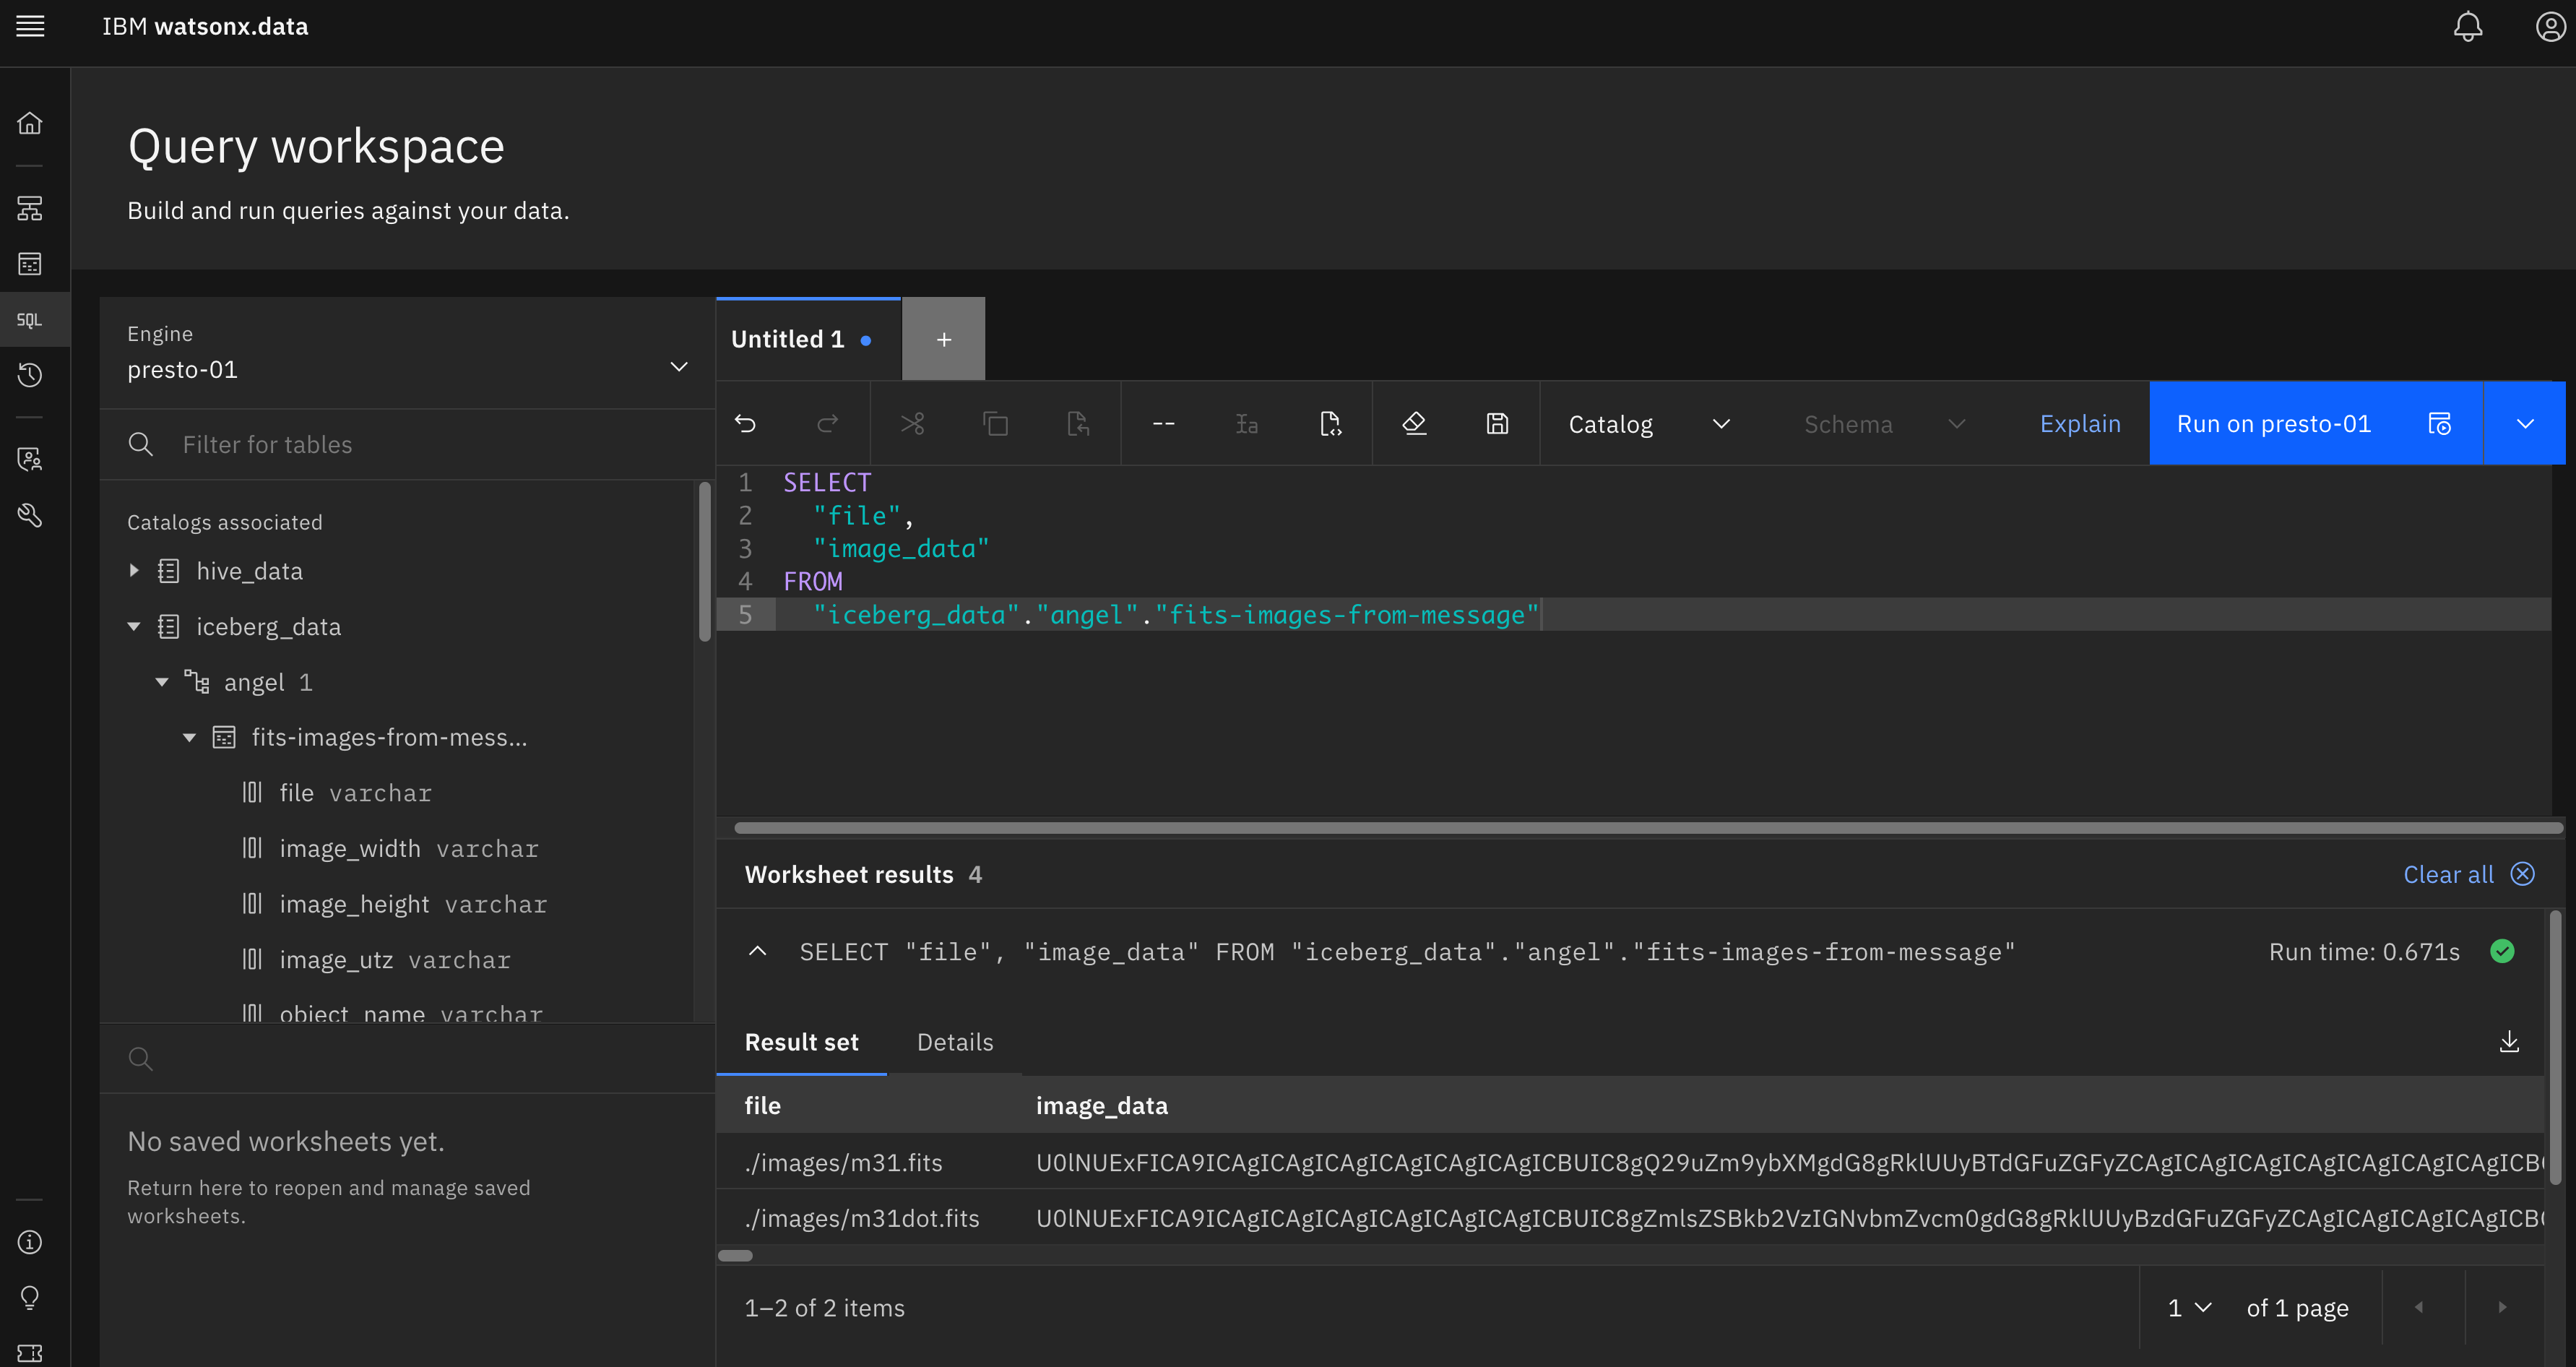 IBM watsonx.data
Query workspace
Build and run queries against your data.
SQL
Engine
presto-01
Filter for tables
Catalogs associated
hive_data
iceberg_data
angel 1
fits-images-from-mess...
file varchar
image_width varchar
image_height varchar
image_utz varchar
object_name varchar
No saved worksheets yet.
Return here to reopen and manage saved
worksheets.
Untitled 1
+
--
Catalog
Schema
Explain
Run on presto-01
1 SELECT
2 "file",
3 "image_data"
4 FROM
5 "iceberg_data"."angel"."fits-images-from-message"
Worksheet results 4
Clear all
SELECT "file", "image_data" FROM "iceberg_data"."angel"."fits-images-from-message"
Run time: 0.671s
Result set
Details
file image_data
./images/m31.fits U0lNUExFICA9ICAgICAgICAgICAgICAgICAgICBUIC8gQ29uZm9ybXMgdG8gRklUUyBTdGFuZGFyZCAgICAgICAgICAgICAgICAgICAgICB
./images/m31dot.fits U0lNUExFICA9ICAgICAgICAgICAgICAgICAgICBUIC8gZmlsZSBkb2VzIGNvbmZvcm0gdG8gRklUUyBzdGFuZGFyZCAgICAgICAgICAgICB
1–2 of 2 items
1
of 1 page